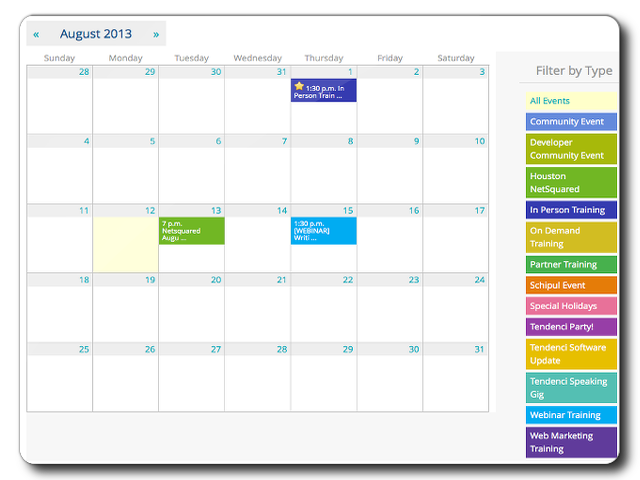 « August 2013 »
Sunday Monday Tuesday Wednesday Thursday Friday Saturday
28 29 30 31 1 2 3
1:30 p.m. In
Person Train ...
4 5 6 7 8 9 10
11 12 13 14 15 16 17
7 p.m.
Netsquared
Augu ...
1:30 p.m.
[WEBINAR]
Writi ...
18 19 20 21 22 23 24
25 26 27 28 29 30 31
Filter by Type
All Events
Community Event
Developer
Community Event
Houston
NetSquared
In Person Training
On Demand
Training
Partner Training
Schipul Event
Special Holidays
Tendenci Party!
Tendenci Software
Update
Tendenci Speaking
Gig
Webinar Training
Web Marketing
Training